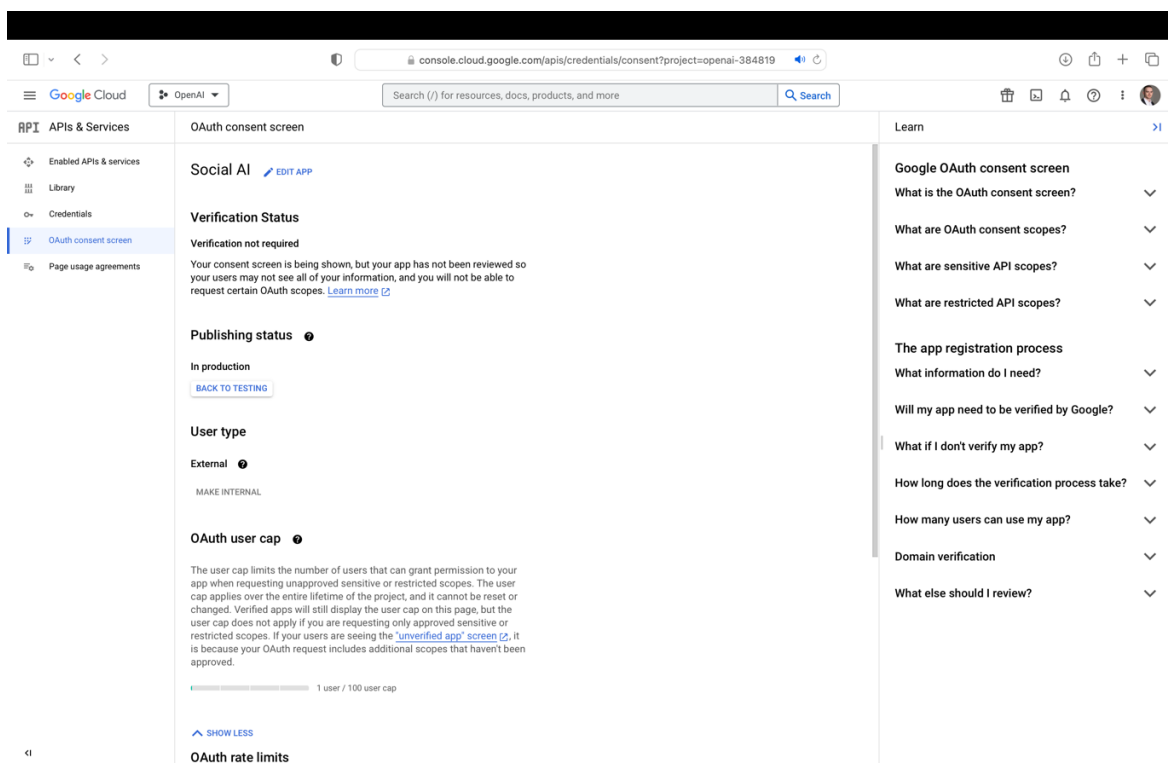 console.cloud.google.com/apis/credentials/consent?project=openai-384819
Google Cloud
OpenAI
Search (/) for resources, docs, products, and more
Search
API APIs & Services
Enabled APIs & services
Library
Credentials
OAuth consent screen
Page usage agreements
OAuth consent screen
Social AI
EDIT APP
Verification Status
Verification not required
Your consent screen is being shown, but your app has not been reviewed so
your users may not see all of your information, and you will not be able to
request certain OAuth scopes. Learn more
Publishing status
In production
BACK TO TESTING
User type
External
MAKE INTERNAL
OAuth user cap
The user cap limits the number of users that can grant permission to your
app when requesting unapproved sensitive or restricted scopes. The user
cap applies over the entire lifetime of the project, and it cannot be reset or
changed. Verified apps will still display the user cap on this page, but the
user cap does not apply if you are requesting only approved sensitive or
restricted scopes. If your users are seeing the "unverified app" screen, it
is because your OAuth request includes additional scopes that haven't been
approved.
1 user / 100 user cap
SHOW LESS
OAuth rate limits
Learn
Google OAuth consent screen
What is the OAuth consent screen?
What are OAuth consent scopes?
What are sensitive API scopes?
What are restricted API scopes?
The app registration process
What information do I need?
Will my app need to be verified by Google?
What if I don't verify my app?
How long does the verification process take?
How many users can use my app?
Domain verification
What else should I review?